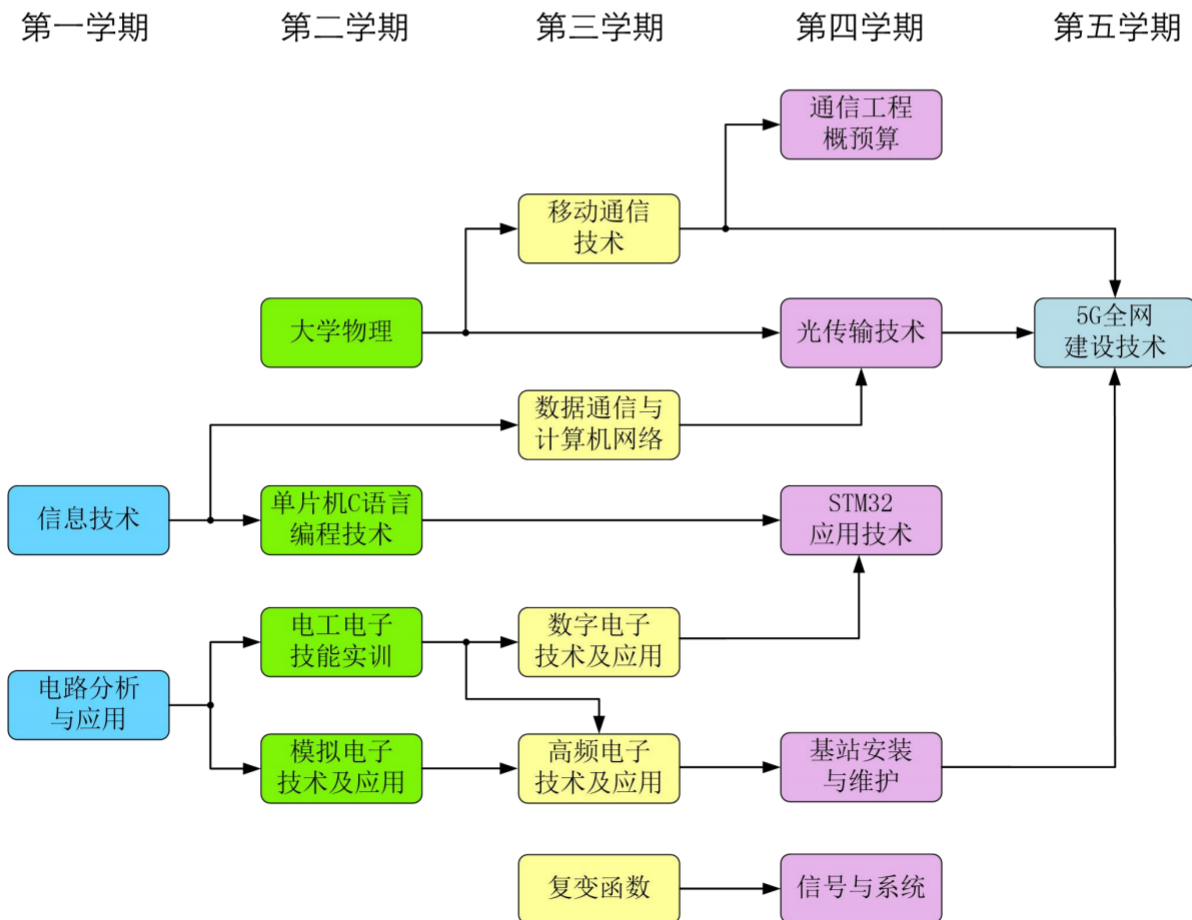 第一学期
第二学期
第三学期
第四学期
第五学期
通信工程
概预算
移动通信
技术
大学物理
光传输技术
5G全网
建设技术
数据通信与
计算机网络
信息技术
单片机C语言
编程技术
STM32
应用技术
电工电子
技能实训
数字电子
技术及应用
电路分析
与应用
模拟电子
技术及应用
高频电子
技术及应用
基站安装
与维护
复变函数
信号与系统